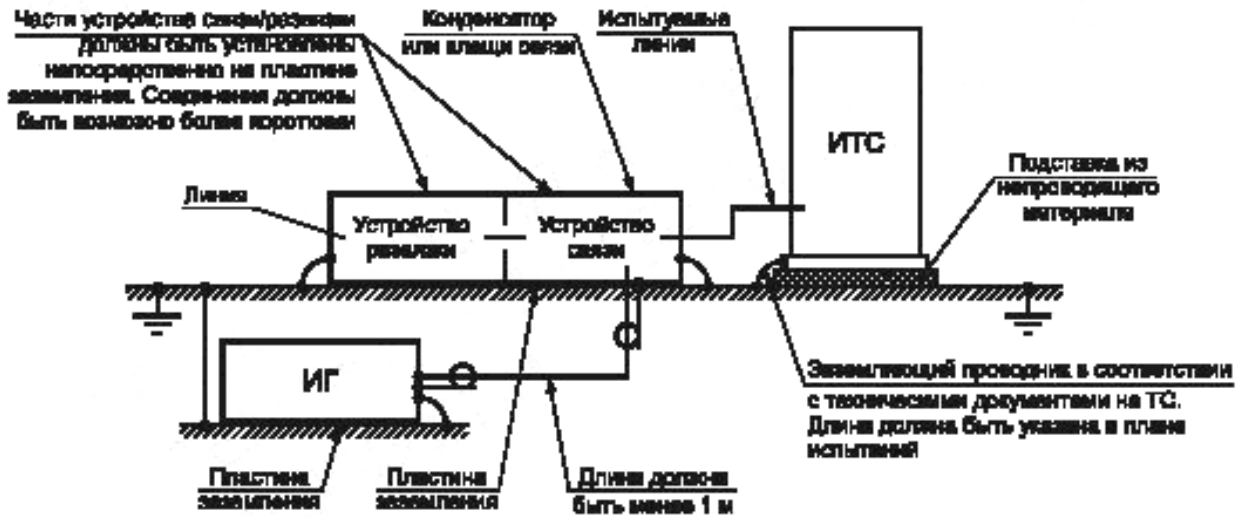 Части устройства связи/развязки
должны быть установлены
непосредственно на пластине
заземления. Соединения должны
быть возможно более короткими
Конденсатор
или клещи связи
Испытуемые
линии
ИТС
Подставка из
непроводящего
материала
Линия
Устройство
развязки
Устройство
связи
ИГ
Заземляющий проводник в соответствии
с техническими документами на ТС.
Длина должна быть указана в плане
испытаний
Пластина
заземления
Пластина
заземления
Длина должна
быть менее 1 м